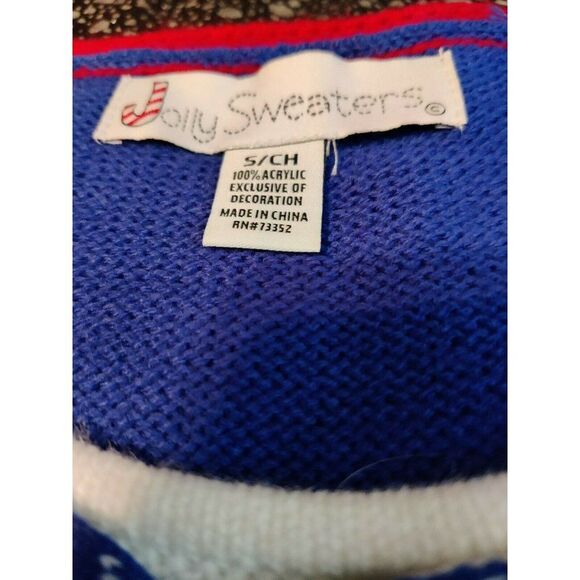 Jolly Sweaters©
S/CH
100% ACRYLIC
EXCLUSIVE OF
DECORATION
MADE IN CHINA
RN#73352